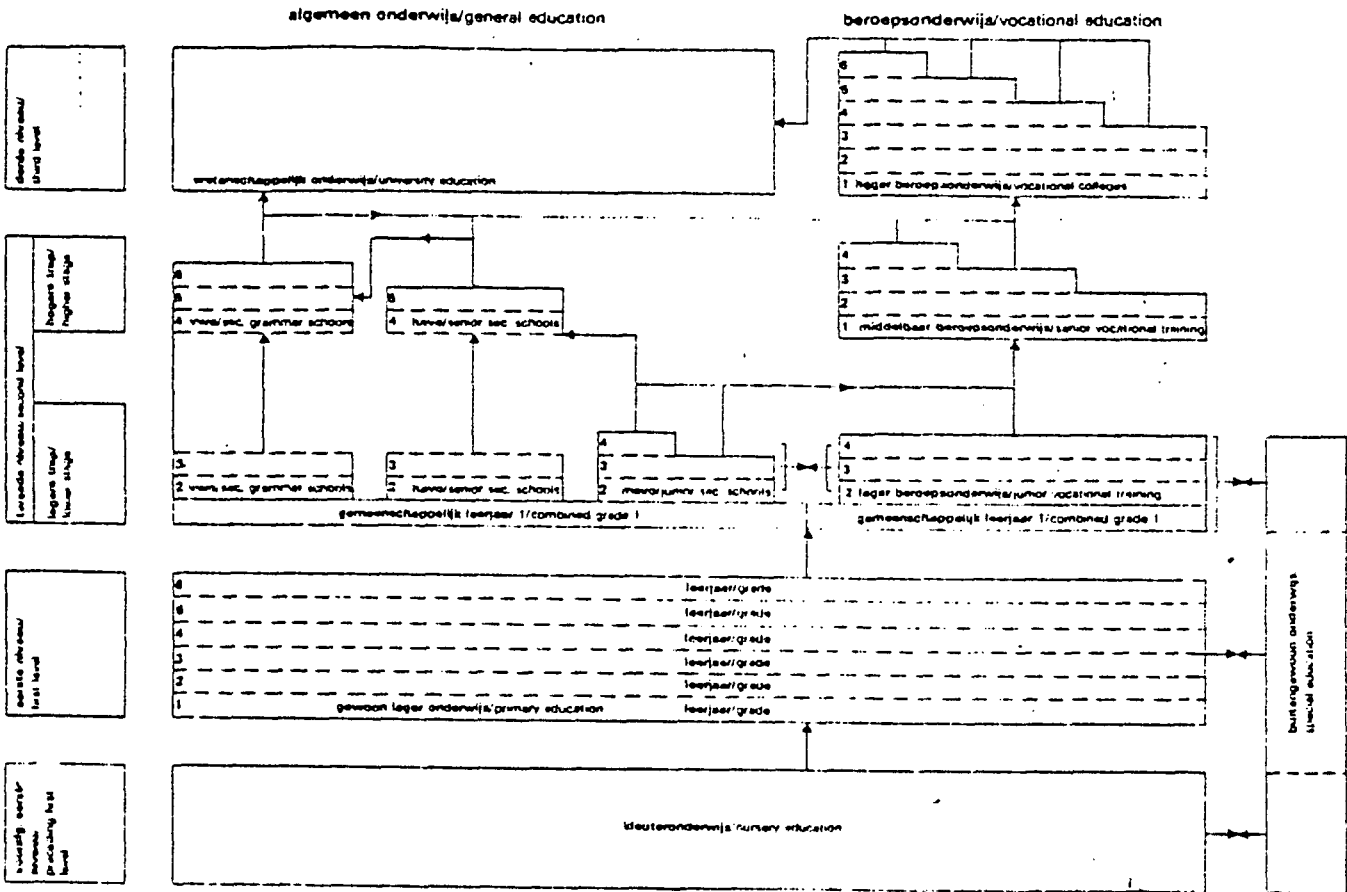 algemeen onderwijs/general education
beroepsonderwijs/vocational education
derde niveau/
third level
6
5
4
3
2
1 hoger beroepsonderwijs/vocational colleges
wetenschappelijk onderwijs/university education
tweede niveau/second level
hogere trap/
higher stage
6
5
4 vwo/sec. grammer schools
5
4 havo/senior sec. schools
4
3
2
1 middelbaar beroepsonderwijs/senior vocational training
lagere trap/
lower stage
3
2 vwo/sec. grammer schools
3
2 havo/senior sec. schools
4
3
2 mavo/junior sec. schools
4
3
2 lager beroepsonderwijs/junior vocational training
gemeenschappelijk leerjaar 1/combined grade 1
gemeenschappelijk leerjaar 1/combined grade 1
eerste niveau/
first level
6 leerjaar/grade
5 leerjaar/grade
4 leerjaar/grade
3 leerjaar/grade
2 leerjaar/grade
1 gewoon lager onderwijs/primary education leerjaar/grade
buitengewoon onderwijs
special education
eerste
niveau
preceding first
level
kleuteronderwijs/nursery education